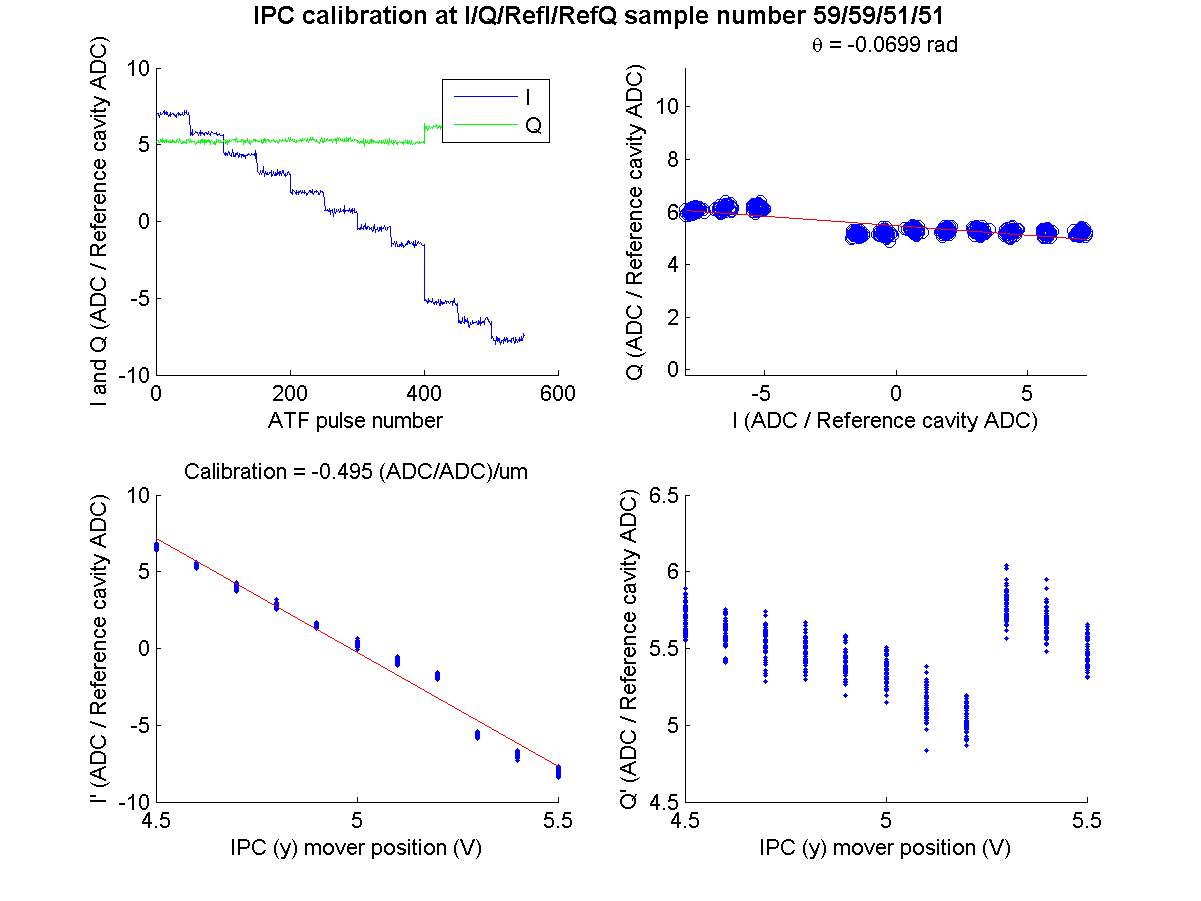 IPC calibration at I/Q/RefI/RefQ sample number 59/59/51/51
I and Q (ADC / Reference cavity ADC)
10
5
0
-5
-10
0
200
400
600
ATF pulse number
I
Q
θ = -0.0699 rad
Q (ADC / Reference cavity ADC)
10
8
6
4
2
0
-5
0
5
I (ADC / Reference cavity ADC)
Calibration = -0.495 (ADC/ADC)/um
I' (ADC / Reference cavity ADC)
10
5
0
-5
-10
4.5
5
5.5
IPC (y) mover position (V)
Q' (ADC / Reference cavity ADC)
6.5
6
5.5
5
4.5
4.5
5
5.5
IPC (y) mover position (V)